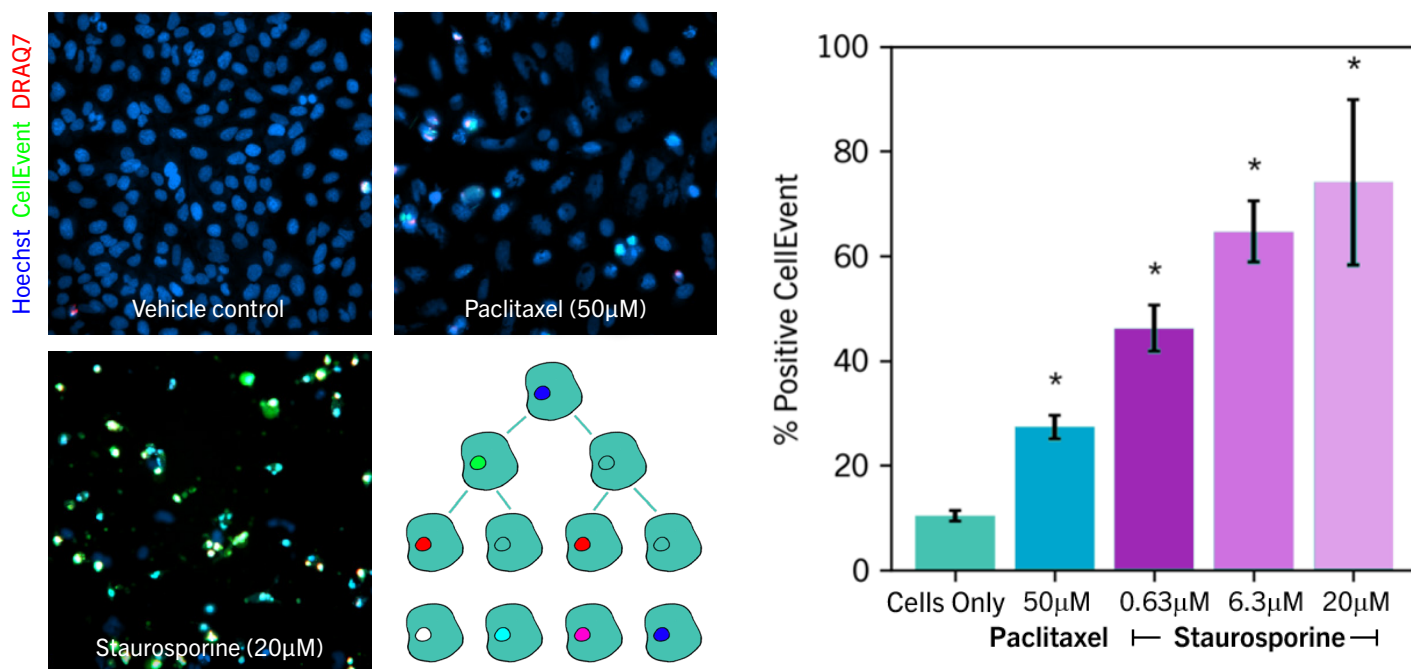 Hoechst CellEvent DRAQ7
Vehicle control
Paclitaxel (50μM)
Staurosporine (20μM)
% Positive CellEvent
100
80
60
40
20
0
*
*
*
*
Cells Only 50μM 0.63μM 6.3μM 20μM
Paclitaxel Staurosporine